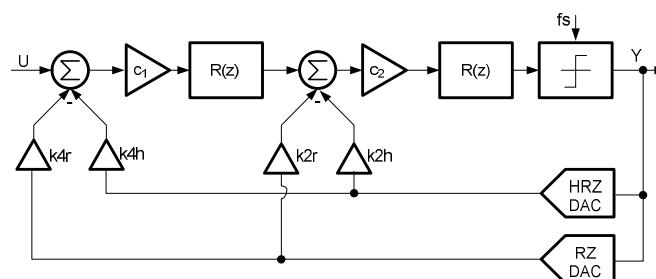 fs
U
Σ
c1
R(z)
Σ
c2
R(z)
Y
-
-
k4r
k4h
k2r
k2h
HRZ
DAC
RZ
DAC